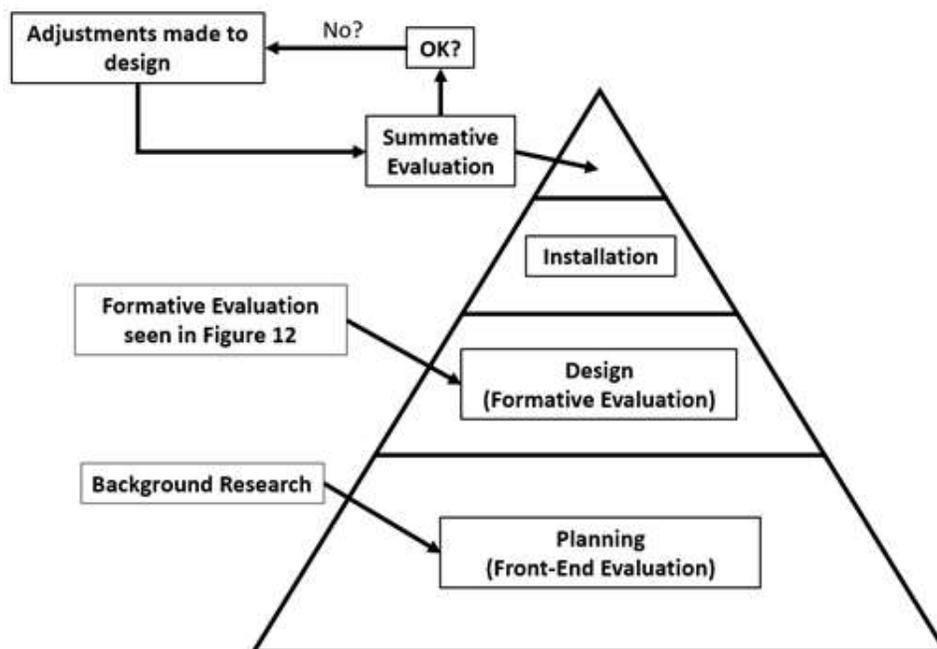 Adjustments made to
design
No?
OK?
Summative
Evaluation
Installation
Formative Evaluation
seen in Figure 12
Design
(Formative Evaluation)
Background Research
Planning
(Front-End Evaluation)